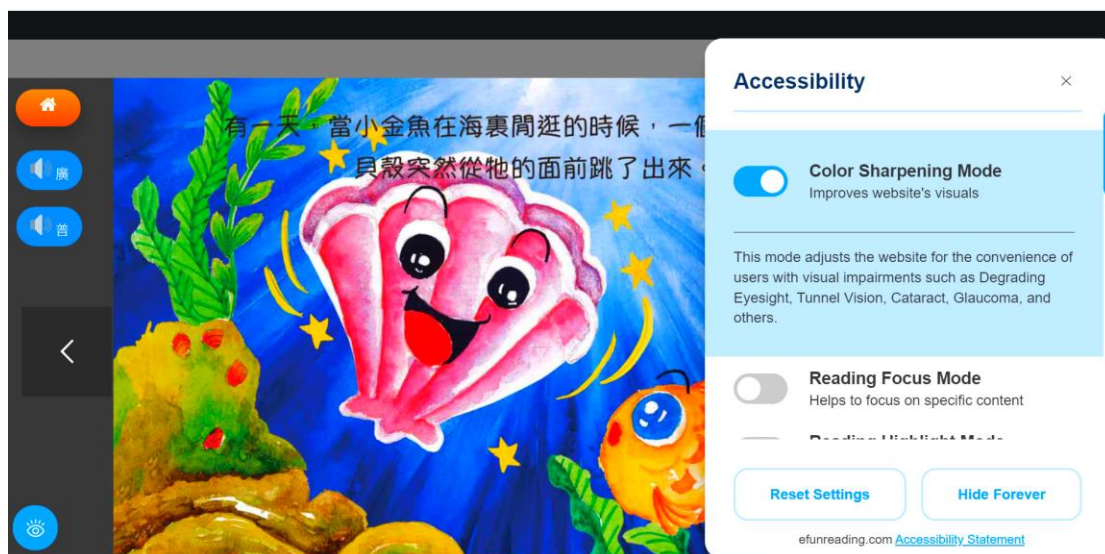 廣
普
有一天，當小金魚在海裏閒逛的時候，一
貝殼突然從牠的面前跳了出來。
Accessibility
Color Sharpening Mode
Improves website's visuals
This mode adjusts the website for the convenience of
users with visual impairments such as Degrading
Eyesight, Tunnel Vision, Cataract, Glaucoma, and
others.
Reading Focus Mode
Helps to focus on specific content
Reading Highlight Mode
Reset Settings
Hide Forever
efunreading.com Accessibility Statement